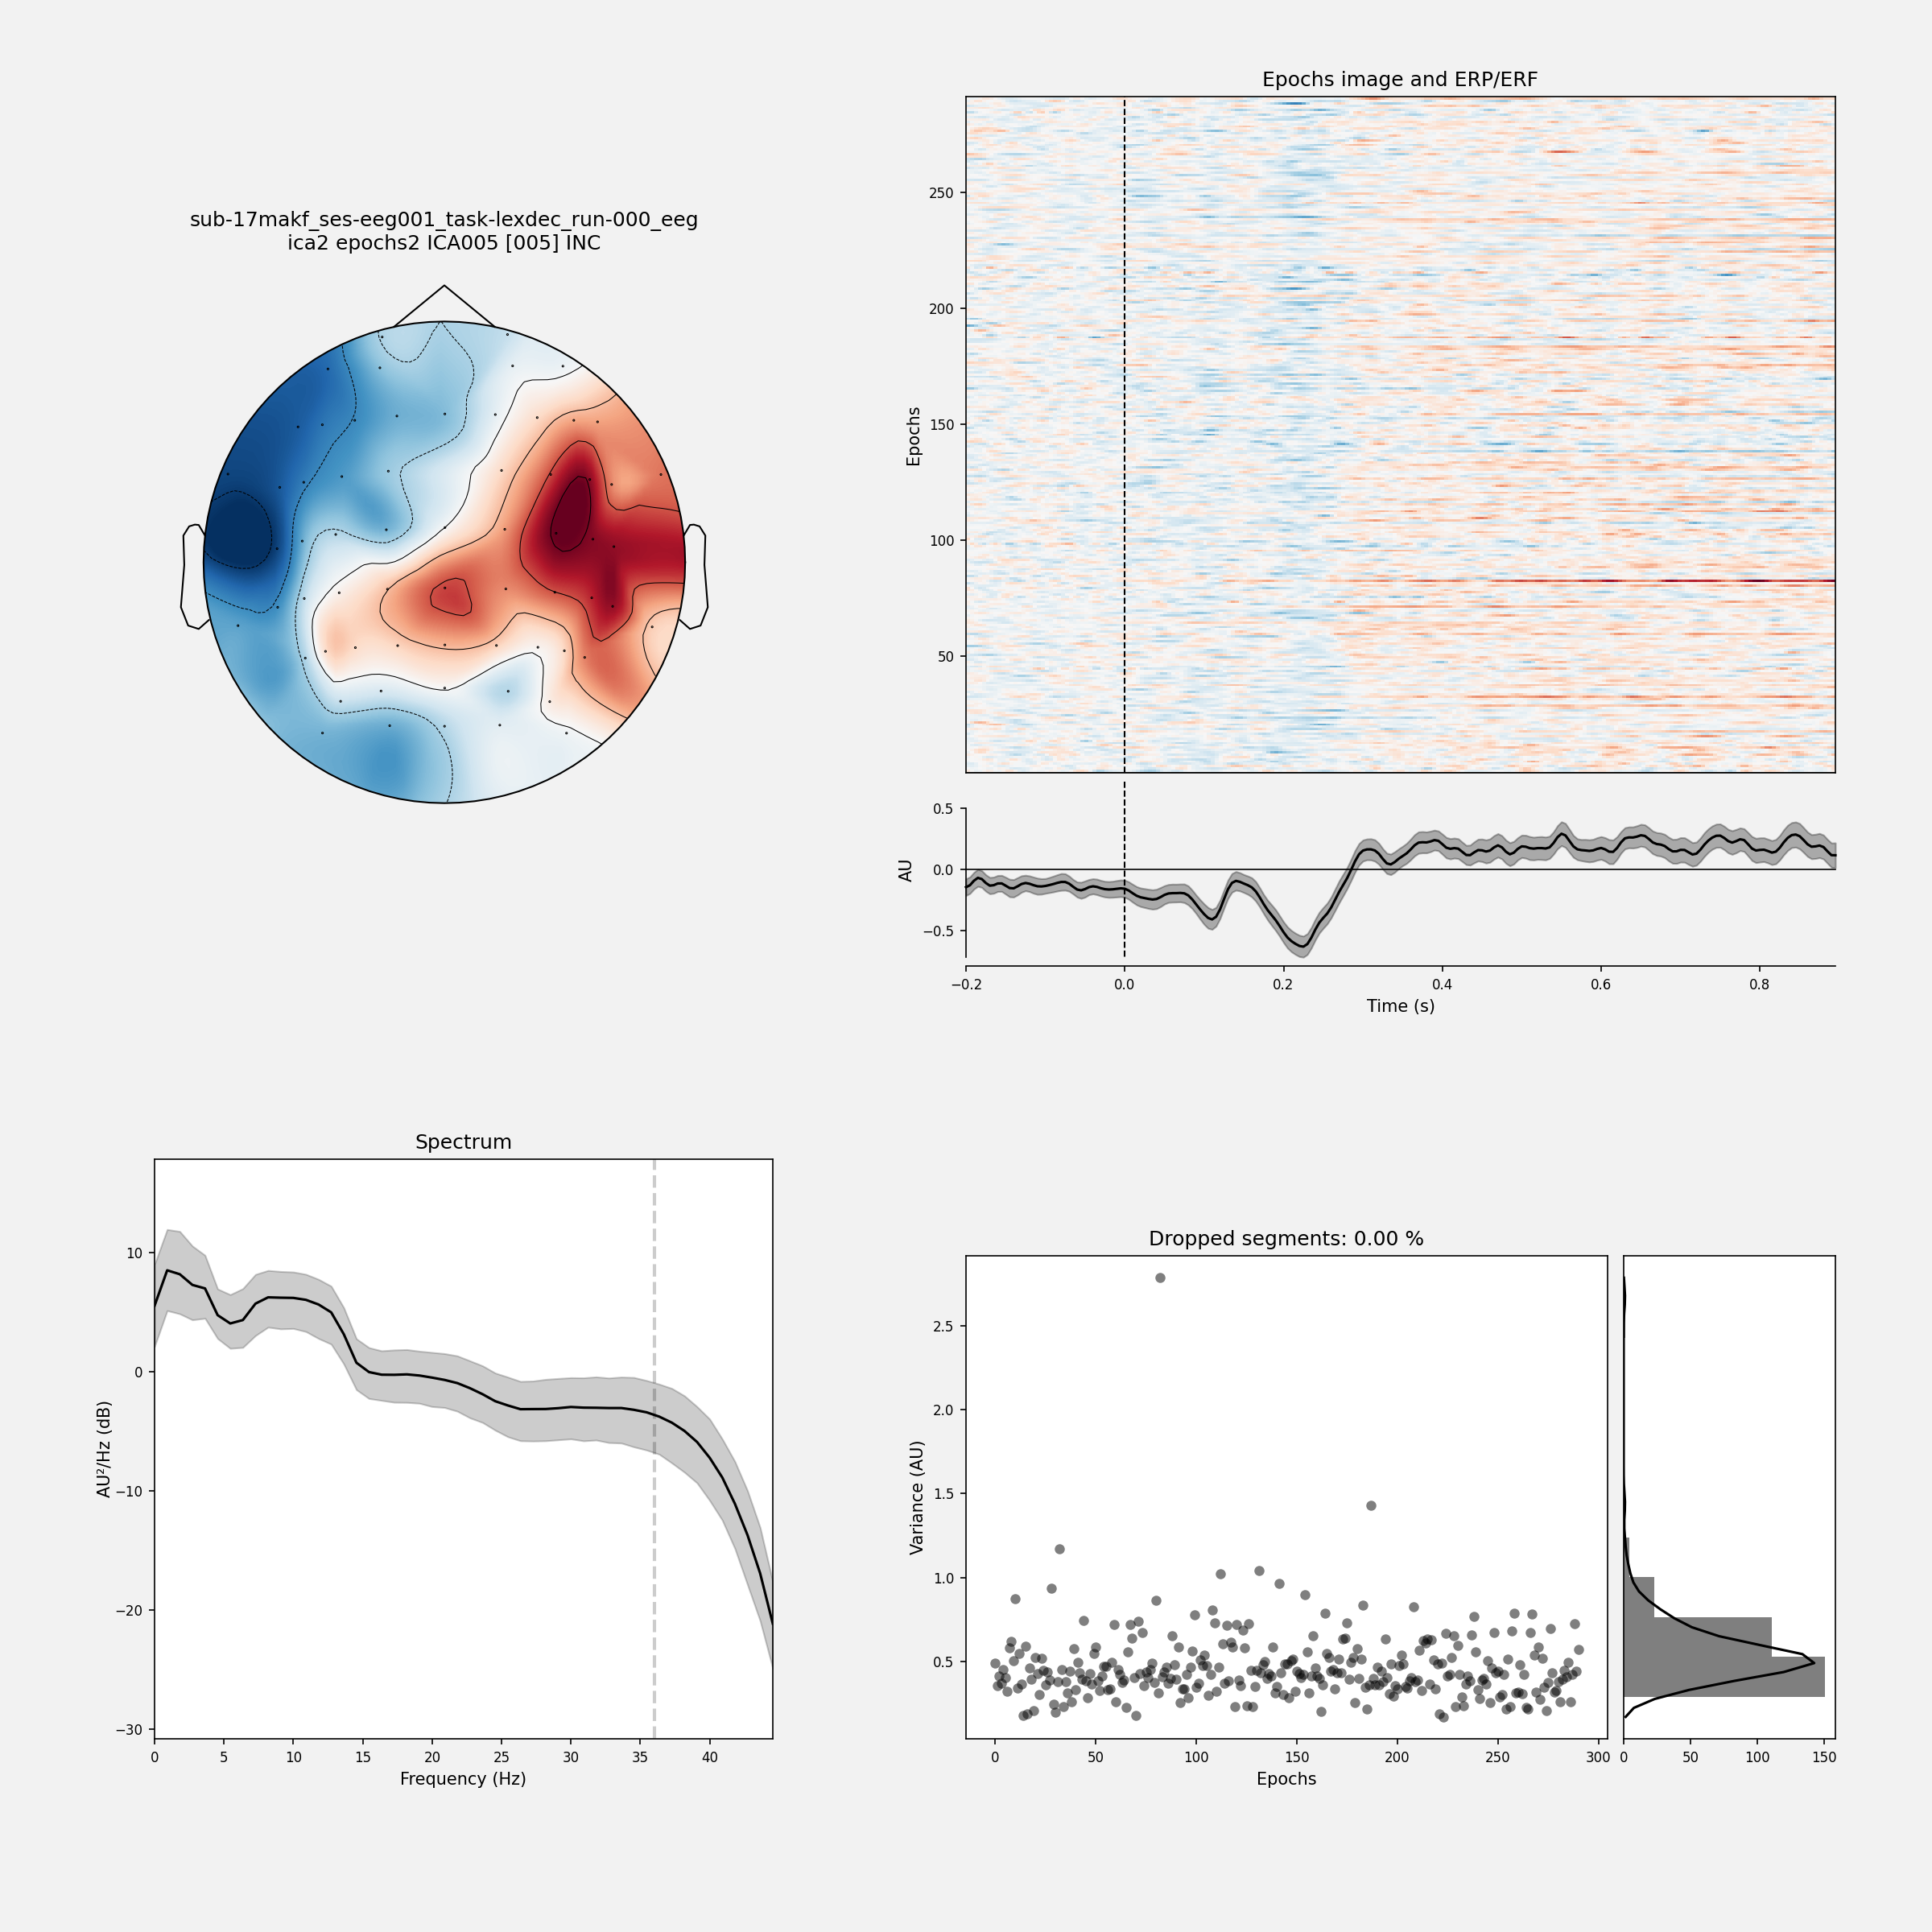 sub-17makf_ses-eeg001_task-lexdec_run-000_eeg
ica2 epochs2 ICA005 [005] INC
Epochs image and ERP/ERF
Epochs
250
200
150
100
50
AU
0.5
0.0
−0.5
−0.2 0.0 0.2 0.4 0.6 0.8
Time (s)
Spectrum
AU²/Hz (dB)
10
0
−10
−20
−30
0 5 10 15 20 25 30 35 40
Frequency (Hz)
Dropped segments: 0.00 %
Variance (AU)
2.5
2.0
1.5
1.0
0.5
0 50 100 150 200 250 300
Epochs
0 50 100 150